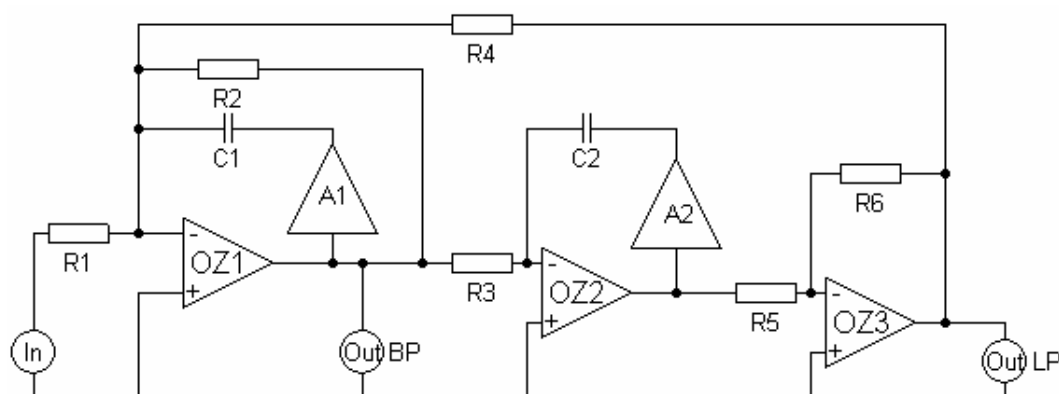 R4
R2
C1
C2
A1
A2
R6
R1
-
OZ1
+
R3
-
OZ2
+
R5
-
OZ3
+
In
Out BP
Out LP